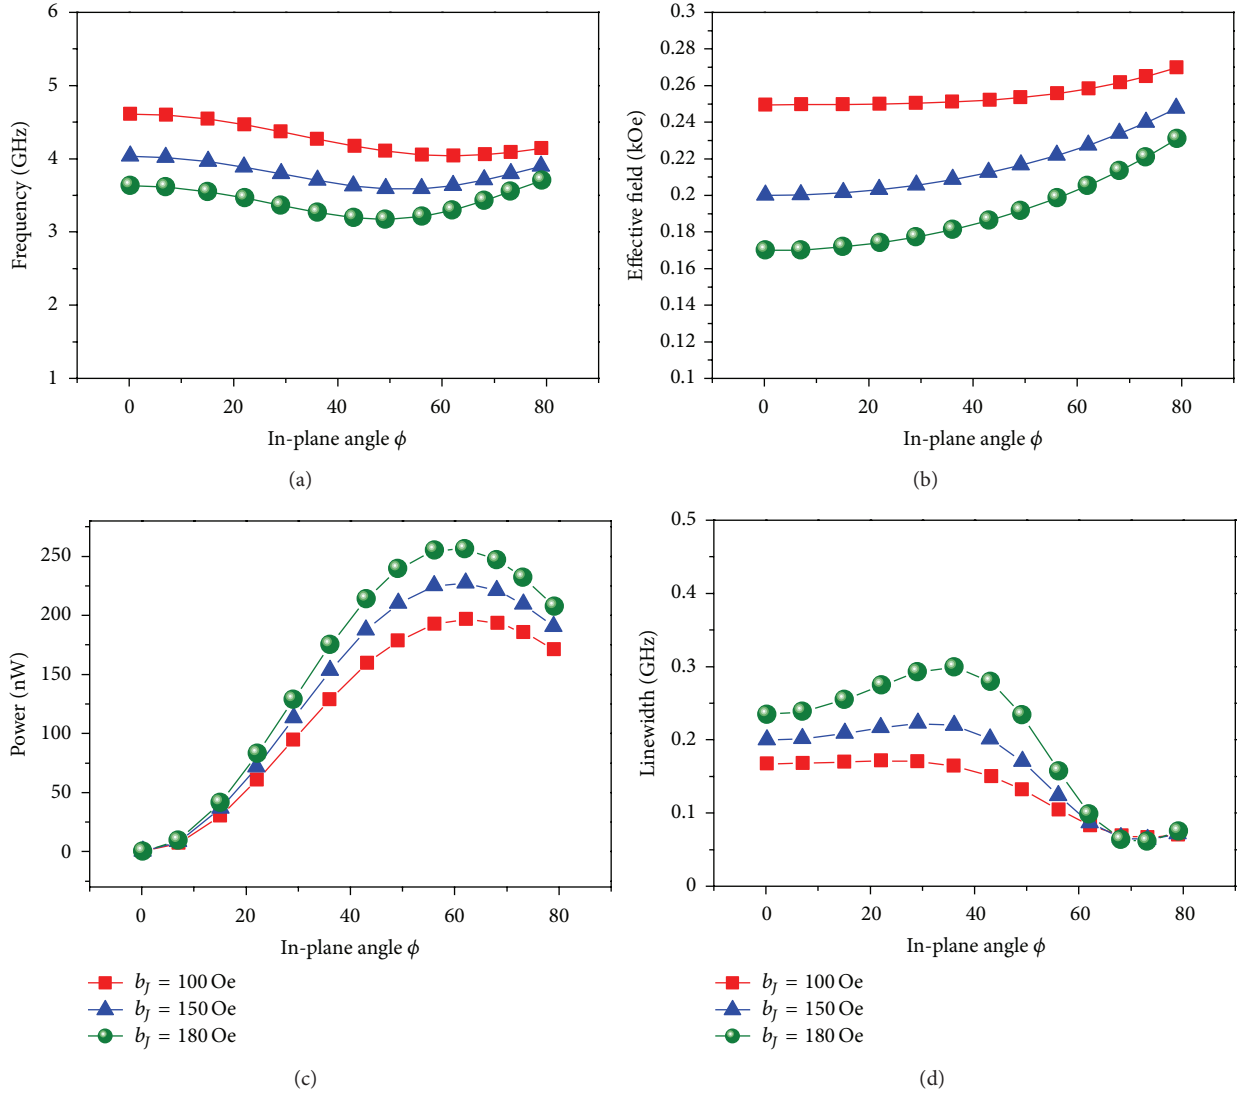 6
5
4
3
2
1
Frequency (GHz)
0 20 40 60 80
In-plane angle ϕ
(a)
0.3
0.28
0.26
0.24
0.22
0.2
0.18
0.16
0.14
0.12
0.1
Effective field (kOe)
0 20 40 60 80
In-plane angle ϕ
(b)
250
200
150
100
50
0
Power (nW)
0 20 40 60 80
In-plane angle ϕ
b_J = 100 Oe
b_J = 150 Oe
b_J = 180 Oe
(c)
0.5
0.4
0.3
0.2
0.1
0
Linewidth (GHz)
0 20 40 60 80
In-plane angle ϕ
b_J = 100 Oe
b_J = 150 Oe
b_J = 180 Oe
(d)